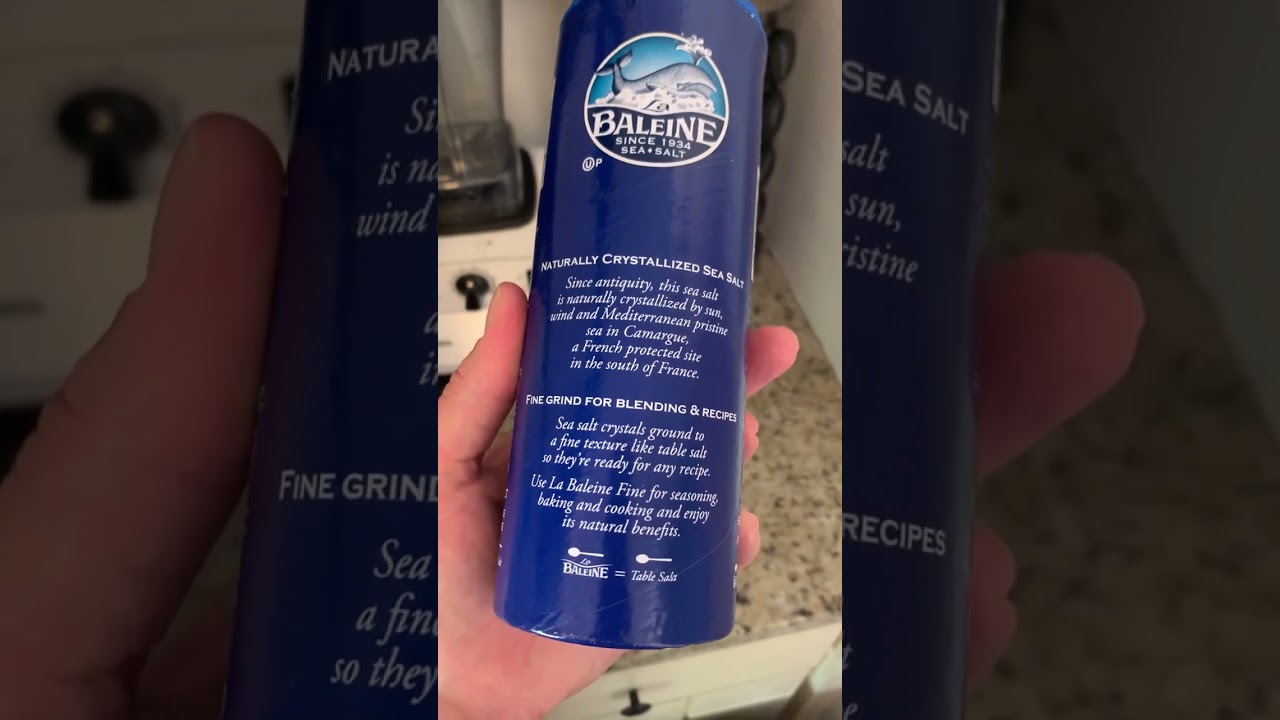 La
BALEINE
SINCE 1934
SEA SALT
U P
NATURALLY CRYSTALLIZED SEA SALT
Since antiquity, this sea salt
is naturally crystallized by sun,
wind and Mediterranean pristine
sea in Camargue,
a French protected site
in the south of France.
FINE GRIND FOR BLENDING & RECIPES
Sea salt crystals ground to
a fine texture like table salt
so they're ready for any recipe.
Use La Baleine Fine for seasoning,
baking and cooking and enjoy
its natural benefits.
La
BALEINE = Table Salt